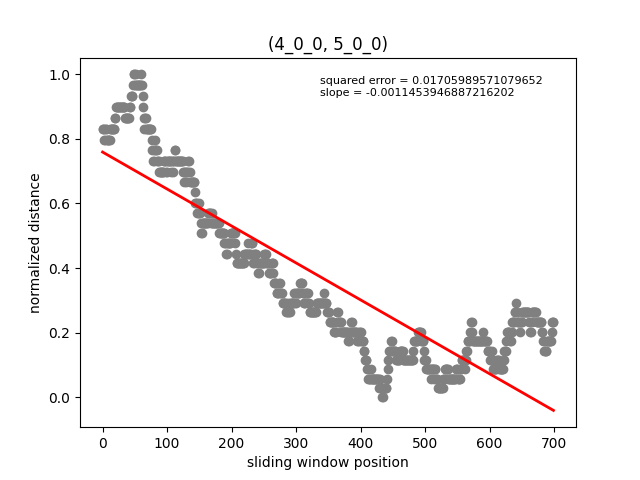 (4_0_0, 5_0_0)
squared error = 0.01705989571079652
slope = -0.0011453946887216202
normalized distance
1.0
0.8
0.6
0.4
0.2
0.0
0 100 200 300 400 500 600 700
sliding window position